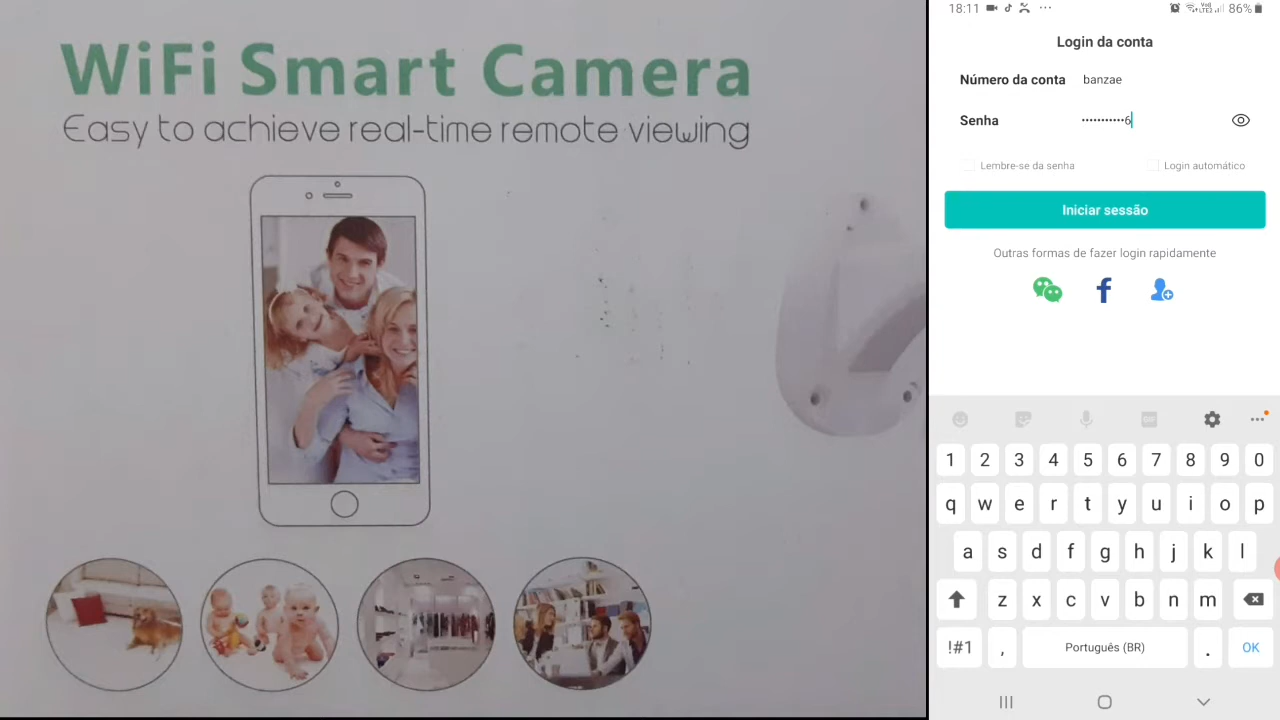 WiFi Smart Camera
Easy to achieve real-time remote viewing
18:11
86%
Login da conta
Número da conta banzae
Senha •••••••••••6
Lembre-se da senha Login automático
Iniciar sessão
Outras formas de fazer login rapidamente
GIF
1 2 3 4 5 6 7 8 9 0
q w e r t y u i o p
a s d f g h j k l
z x c v b n m
!#1 , Português (BR) . OK